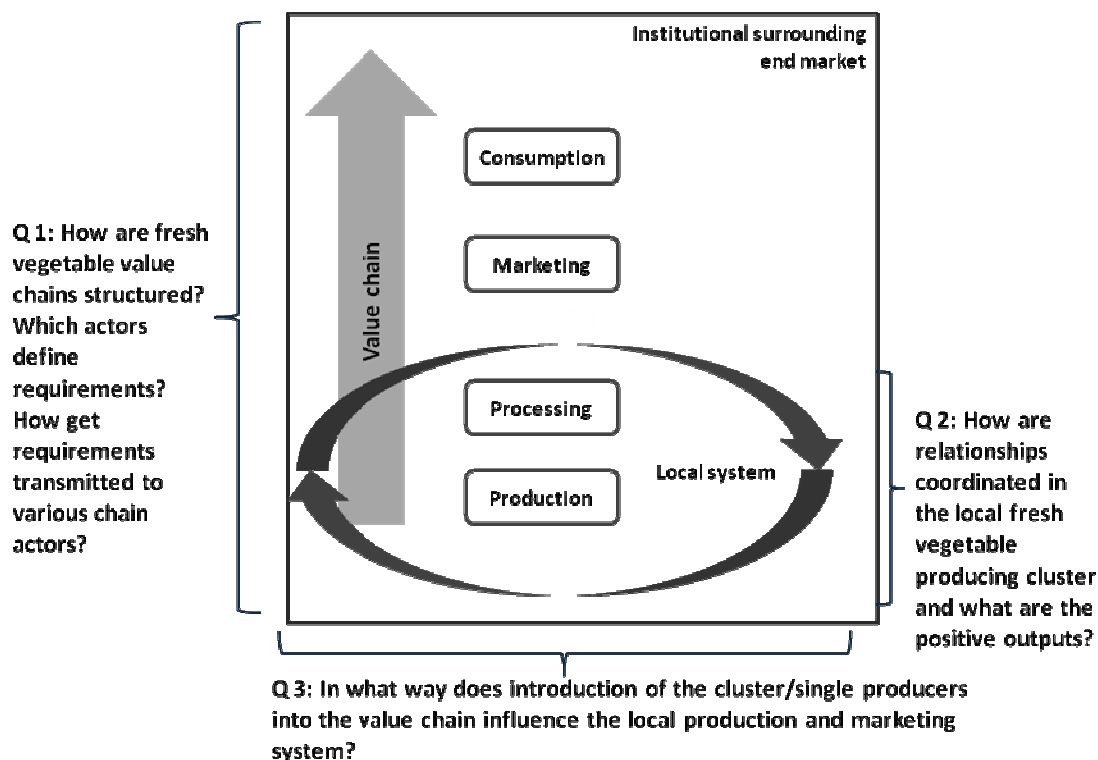 Institutional surrounding
end market
Consumption
Marketing
Value chain
Processing
Local system
Production
Q 1: How are fresh
vegetable value
chains structured?
Which actors
define
requirements?
How get
requirements
transmitted to
various chain
actors?
Q 2: How are
relationships
coordinated in
the local fresh
vegetable
producing cluster
and what are the
positive outputs?
Q 3: In what way does introduction of the cluster/single producers
into the value chain influence the local production and marketing
system?